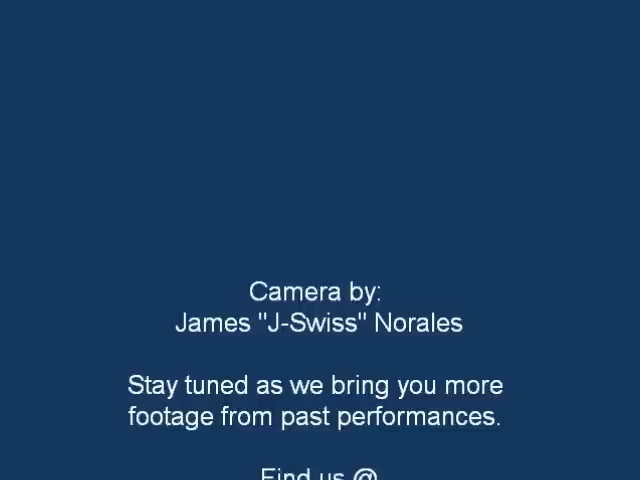 Camera by:
James "J-Swiss" Norales
Stay tuned as we bring you more
footage from past performances.
Find us @